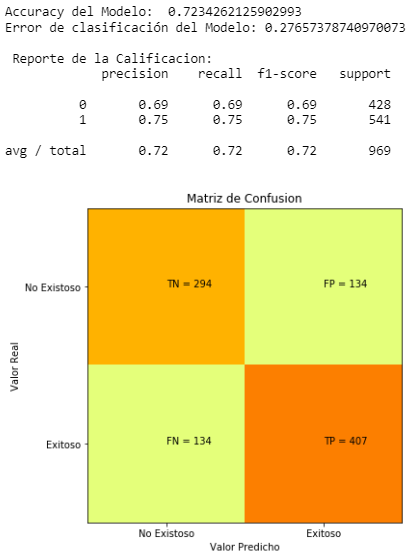 Accuracy del Modelo:  0.7234262125902993
Error de clasificación del Modelo: 0.27657378740970073
Reporte de la Calificacion:
precision    recall  f1-score   support
0       0.69      0.69      0.69       428
1       0.75      0.75      0.75       541
avg / total       0.72      0.72      0.72       969
Matriz de Confusion
No Existoso
TN = 294
FP = 134
Valor Real
Exitoso
FN = 134
TP = 407
No Existoso
Exitoso
Valor Predicho